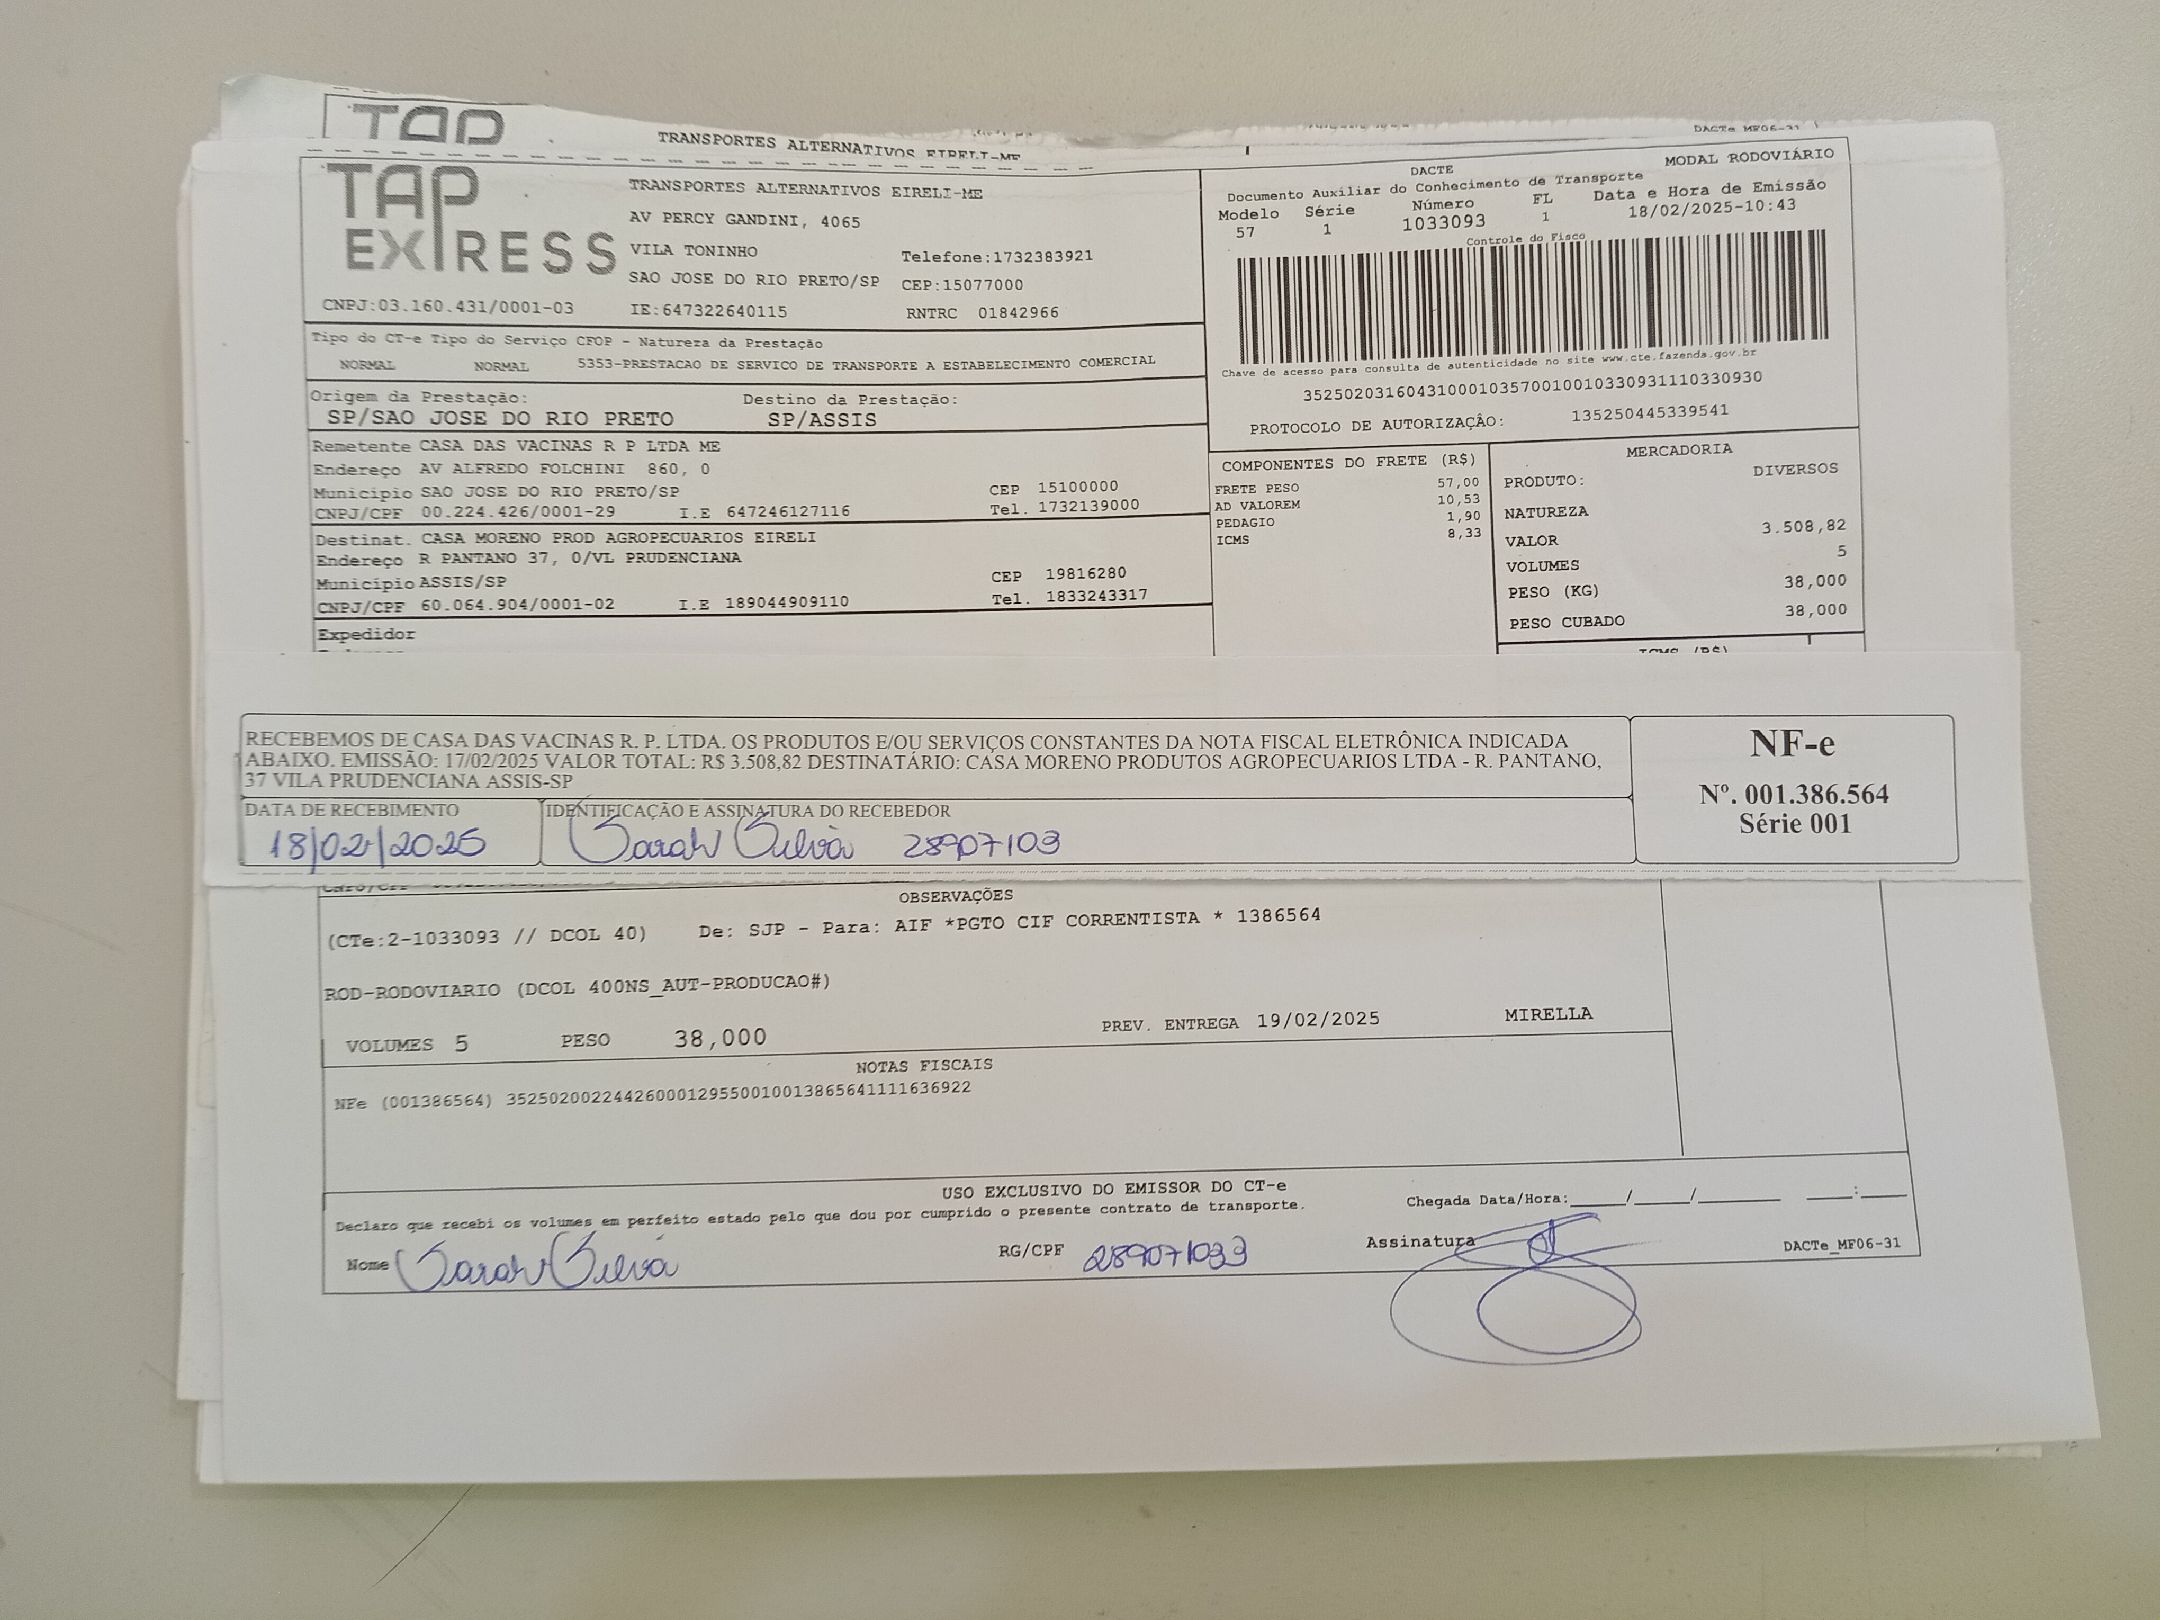 TAP
TRANSPORTES ALTERNATIVOS EIRELI-ME
DACTe MF06-31
TAP EXPRESS
TRANSPORTES ALTERNATIVOS EIRELI-ME
AV PERCY GANDINI, 4065
VILA TONINHO Telefone:1732383921
SAO JOSE DO RIO PRETO/SP CEP:15077000
CNPJ:03.160.431/0001-03 IE:647322640115 RNTRC 01842966
DACTE MODAL RODOVIÁRIO
Documento Auxiliar do Conhecimento de Transporte
Modelo Série Número FL Data e Hora de Emissão
57 1 1033093 1 18/02/2025-10:43
Controle do Fisco
Chave de acesso para consulta de autenticidade no site www.cte.fazenda.gov.br
35250203160431000103570010010330931110330930
PROTOCOLO DE AUTORIZAÇÂO: 135250445339541
Tipo do CT-e Tipo do Serviço CFOP - Natureza da Prestação
NORMAL NORMAL 5353-PRESTACAO DE SERVICO DE TRANSPORTE A ESTABELECIMENTO COMERCIAL
Origem da Prestação: Destino da Prestação:
SP/SAO JOSE DO RIO PRETO SP/ASSIS
Remetente CASA DAS VACINAS R P LTDA ME
Endereço AV ALFREDO FOLCHINI 860, 0
Município SAO JOSE DO RIO PRETO/SP CEP 15100000
CNPJ/CPF 00.224.426/0001-29 I.E 647246127116 Tel. 1732139000
Destinat. CASA MORENO PROD AGROPECUARIOS EIRELI
Endereço R PANTANO 37, 0/VL PRUDENCIANA
Município ASSIS/SP CEP 19816280
CNPJ/CPF 60.064.904/0001-02 I.E 189044909110 Tel. 1833243317
Expedidor
COMPONENTES DO FRETE (R$)
FRETE PESO 57,00
AD VALOREM 10,53
PEDAGIO 1,90
ICMS 8,33
MERCADORIA
PRODUTO: DIVERSOS
NATUREZA
VALOR 3.508,82
VOLUMES 5
PESO (KG) 38,000
PESO CUBADO 38,000
ICMS (R$)
RECEBEMOS DE CASA DAS VACINAS R. P. LTDA. OS PRODUTOS E/OU SERVIÇOS CONSTANTES DA NOTA FISCAL ELETRÔNICA INDICADA
ABAIXO. EMISSÃO: 17/02/2025 VALOR TOTAL: R$ 3.508,82 DESTINATÁRIO: CASA MORENO PRODUTOS AGROPECUARIOS LTDA - R. PANTANO,
37 VILA PRUDENCIANA ASSIS-SP
DATA DE RECEBIMENTO IDENTIFICAÇÃO E ASSINATURA DO RECEBEDOR
18/02/2025 Sarah Silva 28907103
NF-e
Nº. 001.386.564
Série 001
OBSERVAÇÕES
(CTe:2-1033093 // DCOL 40) De: SJP - Para: AIF *PGTO CIF CORRENTISTA * 1386564
ROD-RODOVIARIO (DCOL 400NS_AUT-PRODUCAO#)
VOLUMES 5 PESO 38,000 PREV. ENTREGA 19/02/2025 MIRELLA
NOTAS FISCAIS
NFe (001386564) 35250200224426000129550010013865641111636922
USO EXCLUSIVO DO EMISSOR DO CT-e
Declaro que recebi os volumes em perfeito estado pelo que dou por cumprido o presente contrato de transporte.
Chegada Data/Hora:_____/_____/________ ____:____
Nome Sarah Silva RG/CPF 289071033 Assinatura
DACTe_MF06-31